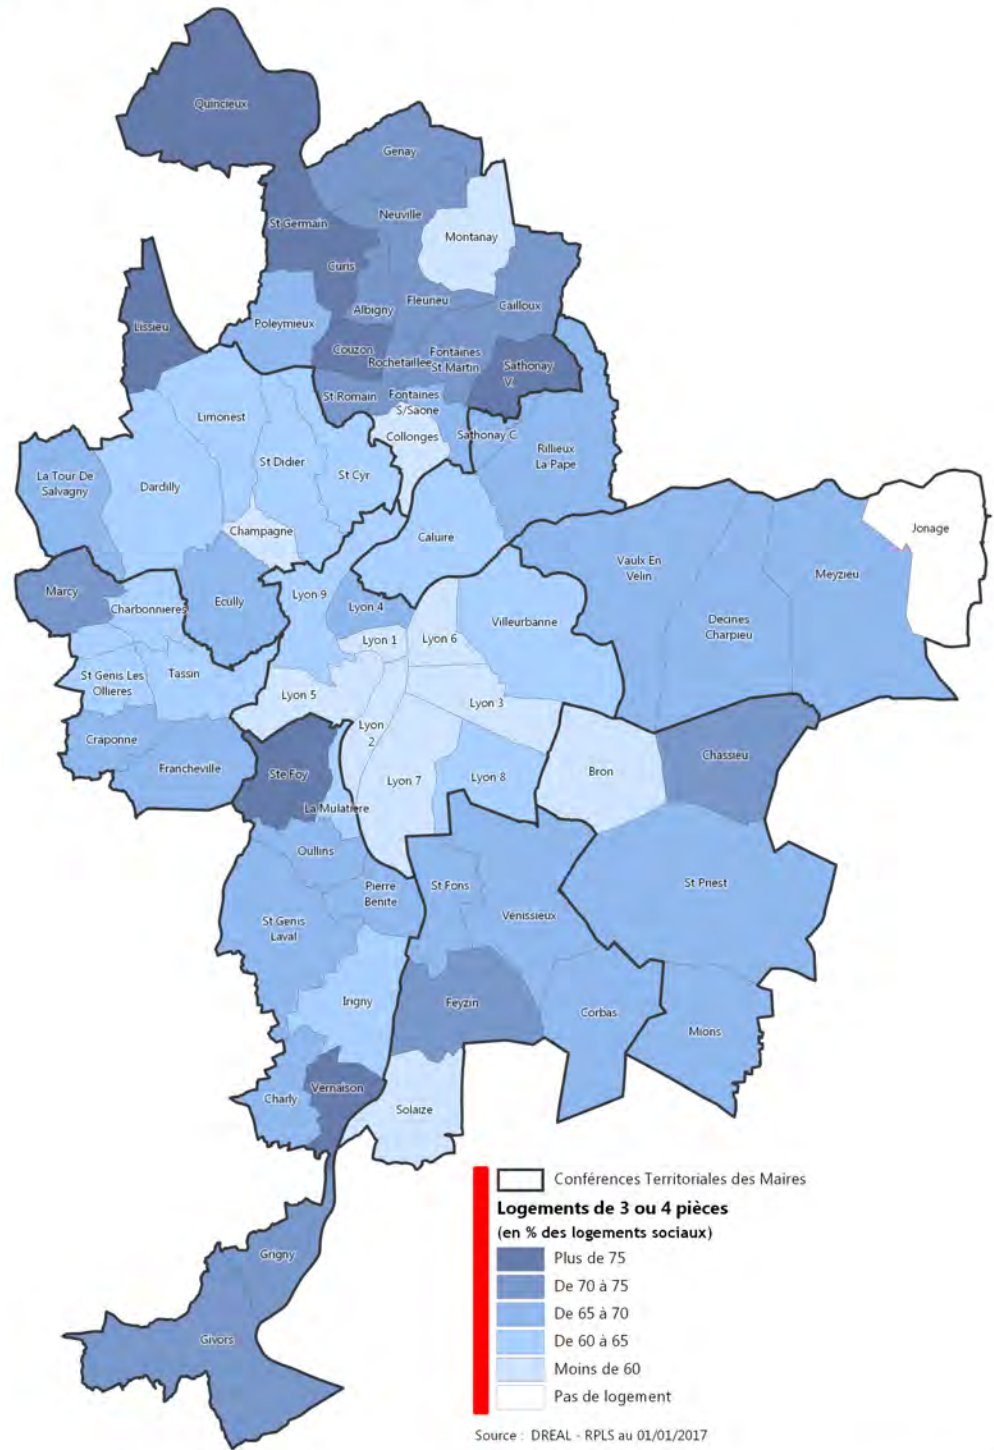 Quincieux
Genay
Neuville
St Germain
Montanay
Curis
Fleurieu
Cailloux
Albigny
Lissieu
Poleymieux
Couzon
Rochetaillee
Fontaines
St Martin
Sathonay
V.
St Romain
Fontaines
S/Saone
Limonest
Collonges
Sathonay C.
Rillieux
La Pape
St Didier
St Cyr
La Tour De
Salvagny
Dardilly
Champagne
Caluire
Jonage
Vaulx En
Velin
Meyzieu
Marcy
Charbonnieres
Ecully
Lyon 9
Lyon 4
Villeurbanne
Decines
Charpieu
Lyon 1
Lyon 6
St Genis Les
Ollieres
Tassin
Lyon 5
Lyon 3
Lyon
2
Craponne
Francheville
Ste Foy
Lyon 7
Lyon 8
Bron
Chassieu
La Mulatiere
Oullins
Pierre
Benite
St Fons
St Priest
St Genis
Laval
Venissieux
Irigny
Feyzin
Corbas
Mions
Vernaison
Charly
Solaize
Grigny
Givors
Conférences Territoriales des Maires
Logements de 3 ou 4 pièces
(en % des logements sociaux)
Plus de 75
De 70 à 75
De 65 à 70
De 60 à 65
Moins de 60
Pas de logement
Source : DREAL - RPLS au 01/01/2017